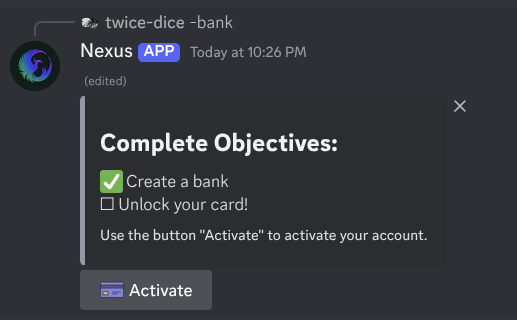 twice-dice -bank
Nexus APP Today at 10:26 PM
(edited)
Complete Objectives:
✅ Create a bank
☐ Unlock your card!
Use the button "Activate" to activate your account.
Activate